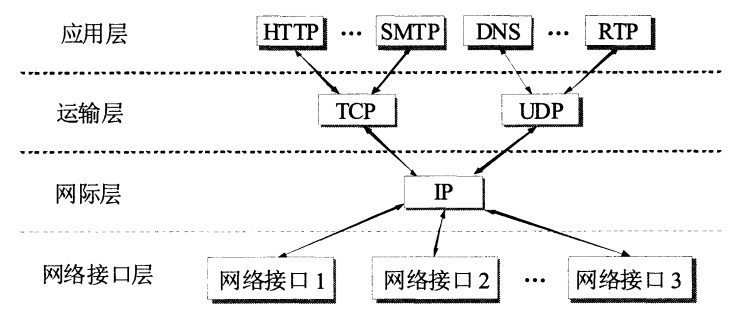 应用层 HTTP ··· SMTP DNS ··· RTP
运输层 TCP UDP
网际层 IP
网络接口层 网络接口 1 网络接口 2 ··· 网络接口 3